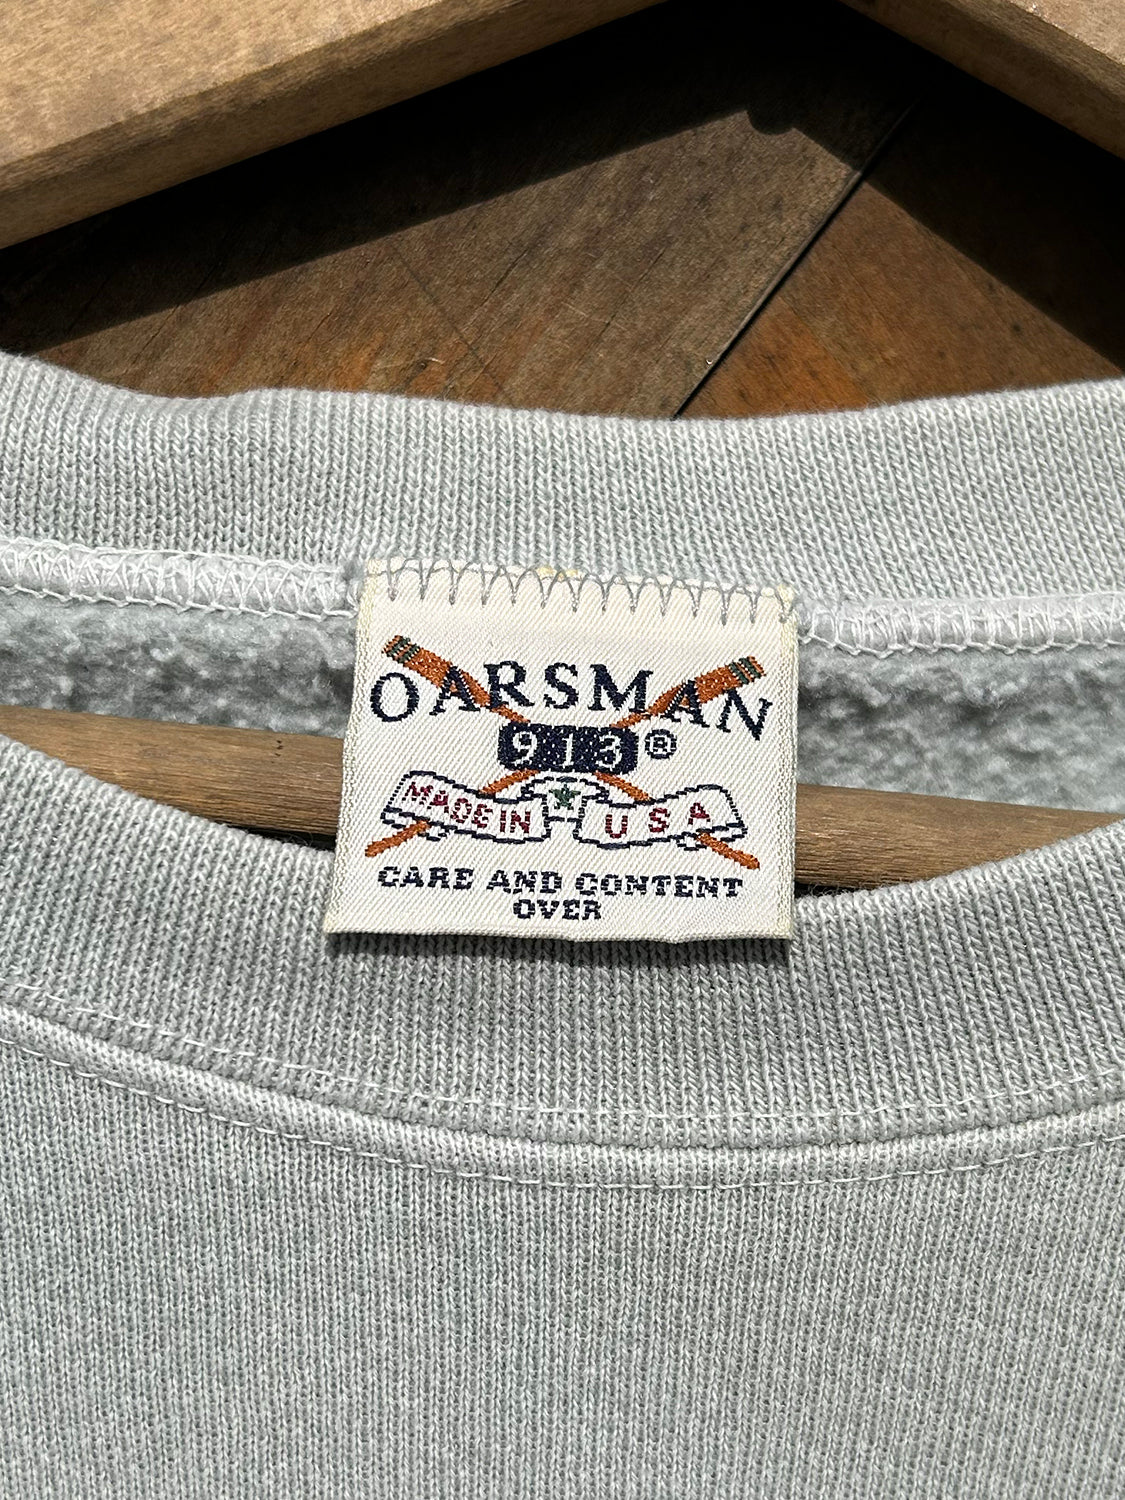 OARSMAN
913®
MADE IN USA
CARE AND CONTENT
OVER